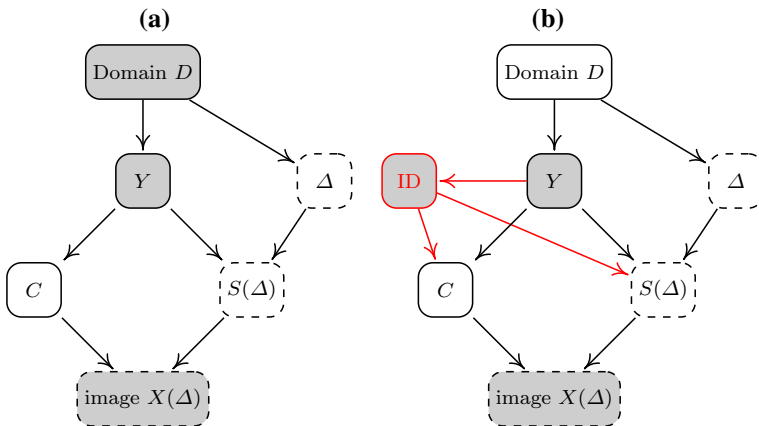 (a)
Domain D
Y
Δ
C
S(Δ)
image X(Δ)
(b)
Domain D
ID
Y
Δ
C
S(Δ)
image X(Δ)